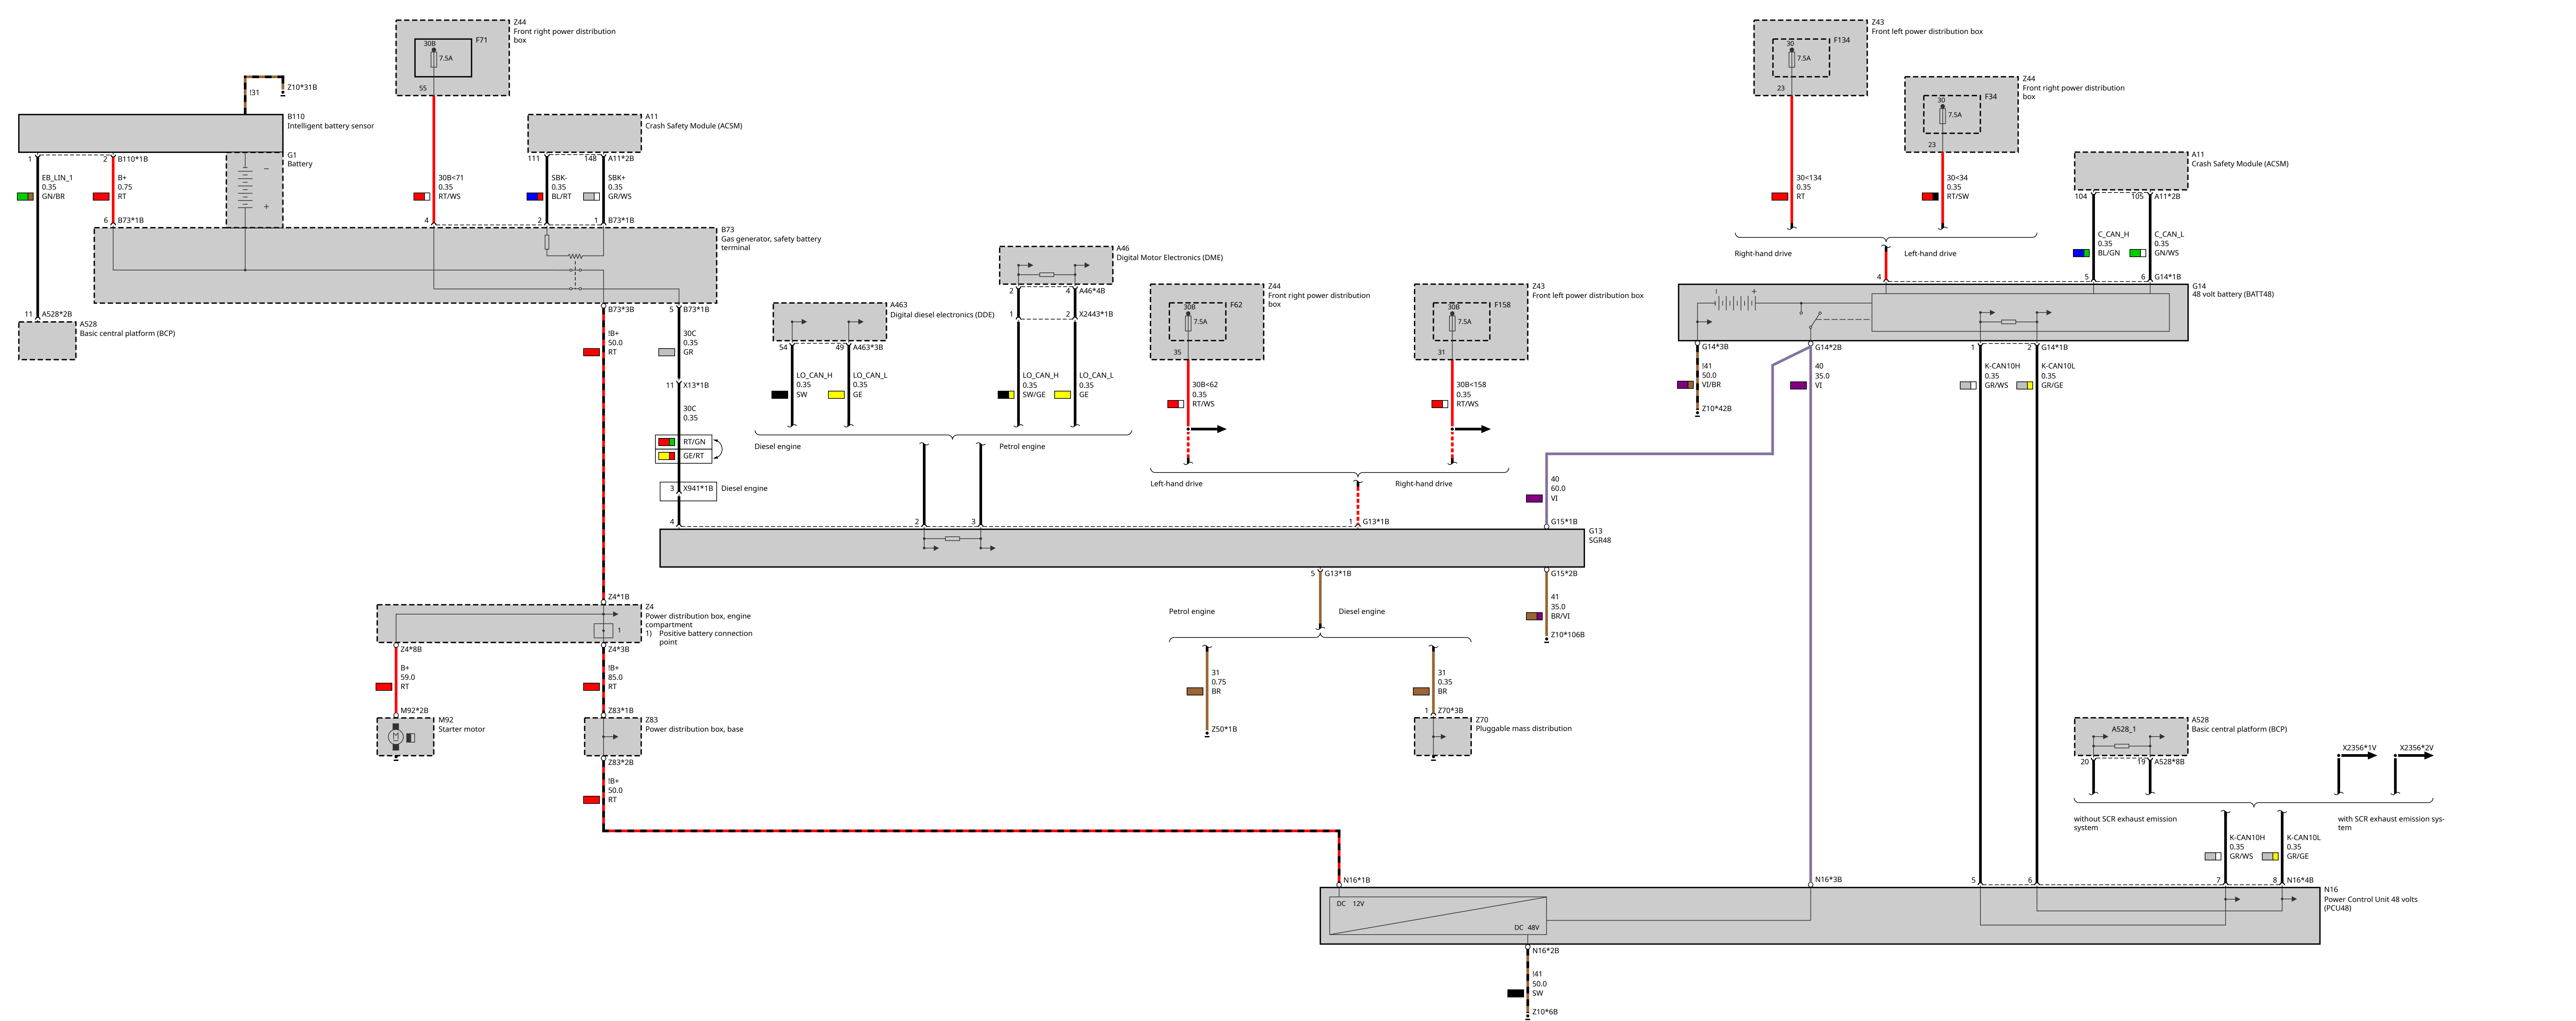 Z44
Front right power distribution
box
30B
F71
7.5A
55
Z43
Front left power distribution box
30
F134
7.5A
23
Z44
Front right power distribution
box
30
F34
7.5A
23
!31
Z10*31B
B110
Intelligent battery sensor
A11
Crash Safety Module (ACSM)
A11
Crash Safety Module (ACSM)
G1
Battery
1
2
B110*1B
111
148
A11*2B
104
105
A11*2B
EB_LIN_1
0.35
GN/BR
B+
0.75
RT
−
+
30B<71
0.35
RT/WS
SBK-
0.35
BL/RT
SBK+
0.35
GR/WS
30<134
0.35
RT
30<34
0.35
RT/SW
6
B73*1B
4
2
1
B73*1B
B73
Gas generator, safety battery
terminal
C_CAN_H
0.35
BL/GN
C_CAN_L
0.35
GN/WS
Right-hand drive
Left-hand drive
A46
Digital Motor Electronics (DME)
4
5
6
G14*1B
G14
48 volt battery (BATT48)
11
A528*2B
A528
Basic central platform (BCP)
B73*3B
5
B73*1B
A463
Digital diesel electronics (DDE)
2
4
A46*4B
1
2
X2443*1B
Z44
Front right power distribution
box
30B
F62
7.5A
35
Z43
Front left power distribution box
30B
F158
7.5A
31
!B+
50.0
RT
30C
0.35
GR
54
49
A463*3B
G14*3B
G14*2B
1
2
G14*1B
LO_CAN_H
0.35
SW
LO_CAN_L
0.35
GE
LO_CAN_H
0.35
SW/GE
LO_CAN_L
0.35
GE
30B<62
0.35
RT/WS
30B<158
0.35
RT/WS
!41
50.0
VI/BR
40
35.0
VI
K-CAN10H
0.35
GR/WS
K-CAN10L
0.35
GR/GE
Z10*42B
11
X13*1B
30C
0.35
RT/GN
GE/RT
Diesel engine
Petrol engine
Left-hand drive
Right-hand drive
3
X941*1B
Diesel engine
40
60.0
VI
4
2
3
1
G13*1B
G15*1B
G13
SGR48
5
G13*1B
G15*2B
41
35.0
BR/VI
Z10*106B
Petrol engine
Diesel engine
Z4*1B
Z4
Power distribution box, engine
compartment
1) Positive battery connection
point
1
Z4*8B
Z4*3B
B+
59.0
RT
!B+
85.0
RT
31
0.75
BR
31
0.35
BR
M92*2B
M92
Starter motor
M
Z83*1B
Z83
Power distribution box, base
Z50*1B
1
Z70*3B
Z70
Pluggable mass distribution
A528
Basic central platform (BCP)
A528_1
20
19
A528*8B
X2356*1V
X2356*2V
Z83*2B
!B+
50.0
RT
without SCR exhaust emission
system
with SCR exhaust emission sys-
tem
K-CAN10H
0.35
GR/WS
K-CAN10L
0.35
GR/GE
N16*1B
N16*3B
5
6
7
8
N16*4B
N16
Power Control Unit 48 volts
(PCU48)
DC 12V
DC 48V
N16*2B
!41
50.0
SW
Z10*6B